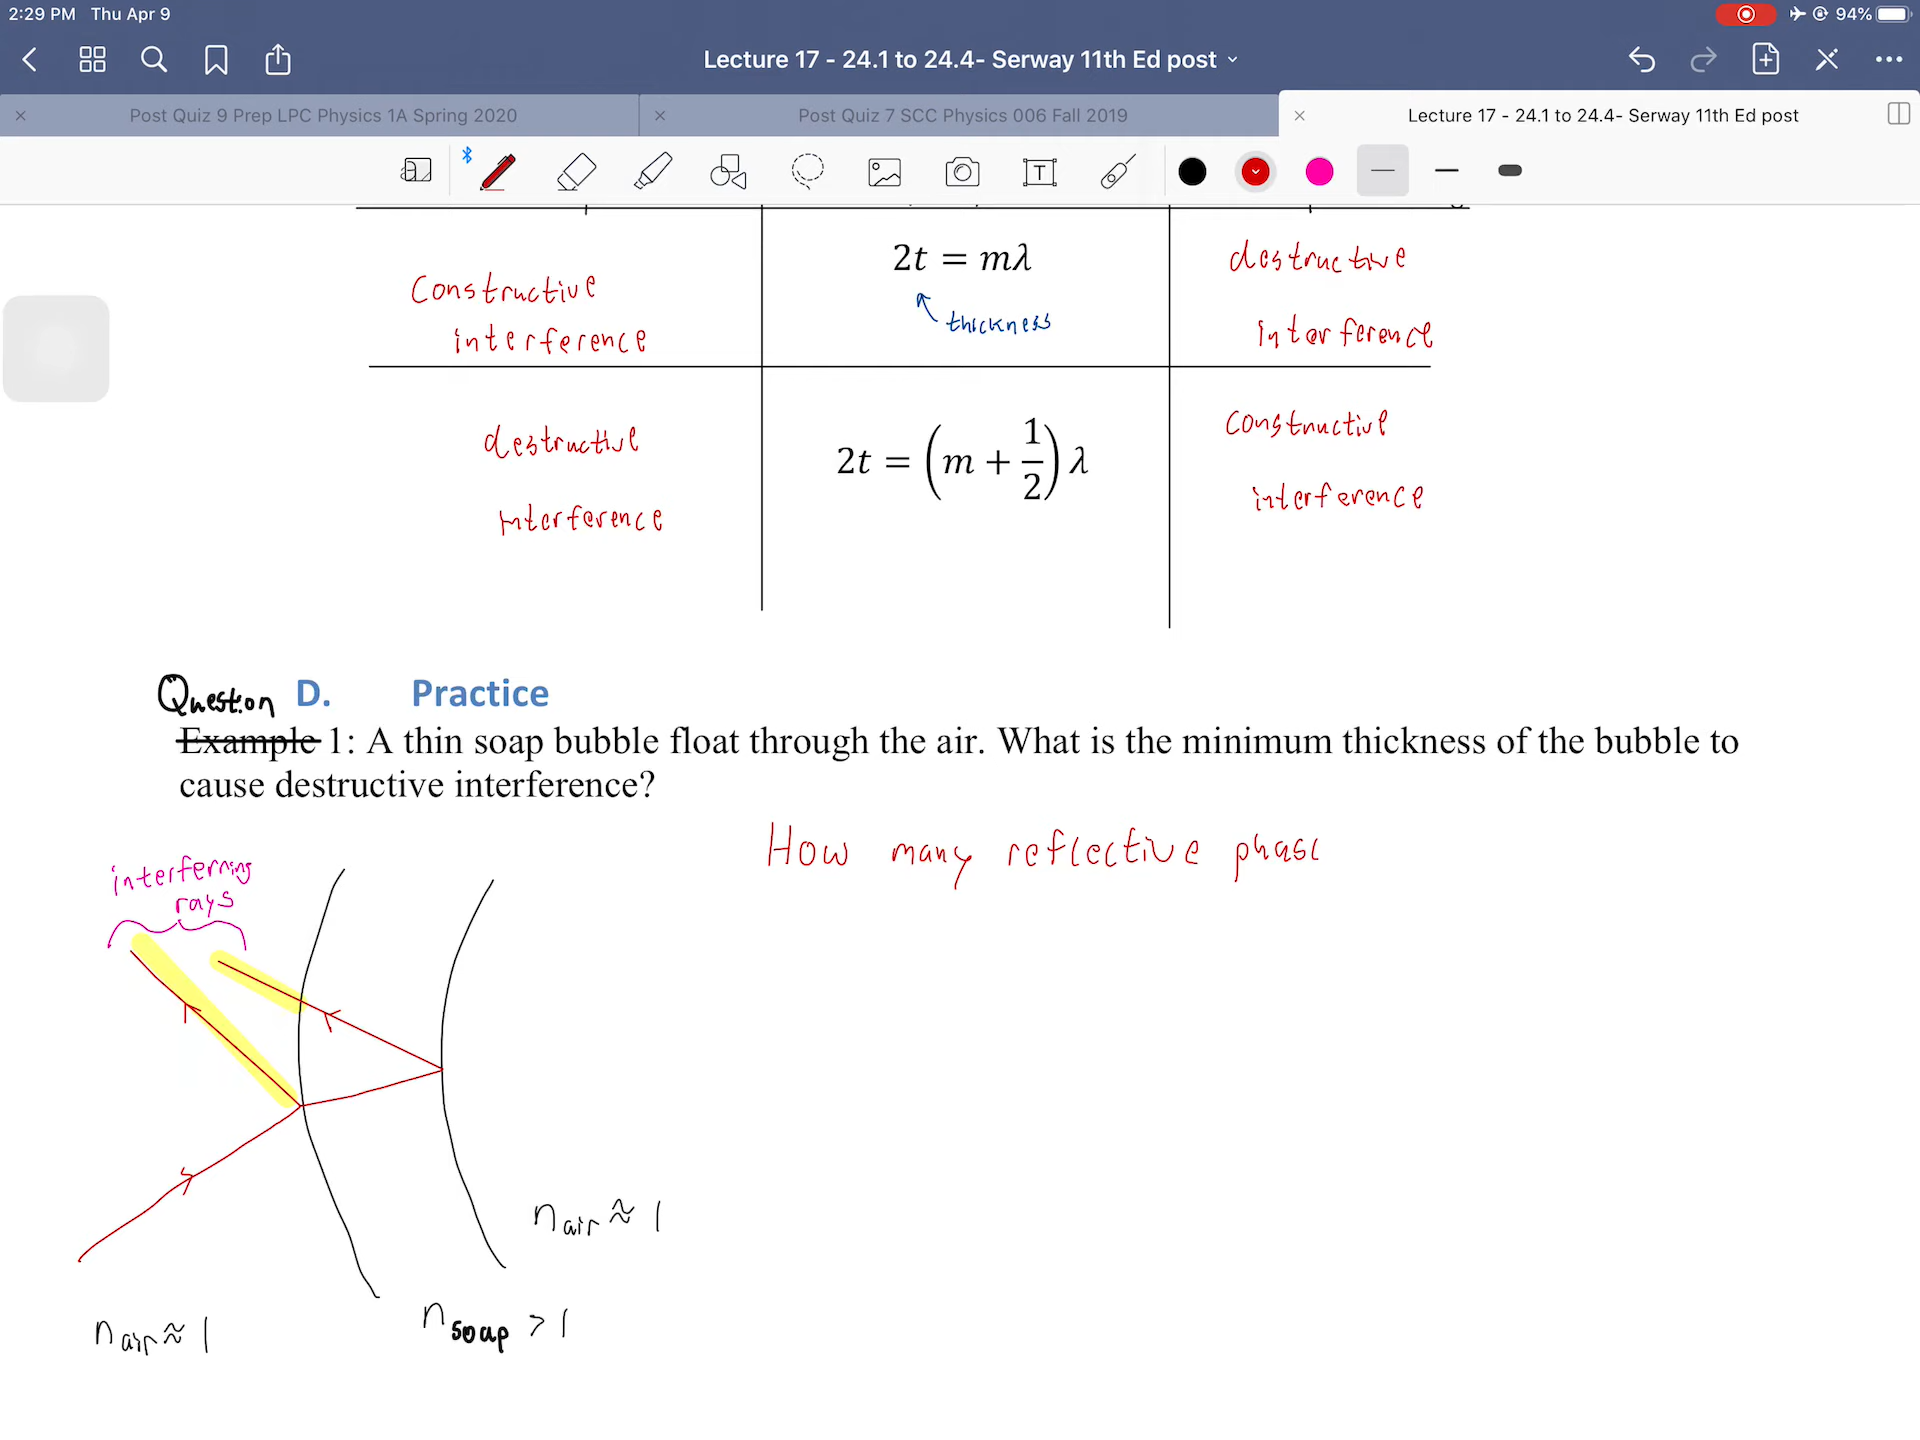 2:29 PM Thu Apr 9
94%
Lecture 17 - 24.1 to 24.4- Serway 11th Ed post
Post Quiz 9 Prep LPC Physics 1A Spring 2020
Post Quiz 7 SCC Physics 006 Fall 2019
Lecture 17 - 24.1 to 24.4- Serway 11th Ed post
Constructive
interference
2t = mλ
thickness
destructive
interference
destructive
interference
2t = (m + 1/2) λ
Constructive
interference
Question D. Practice
Example 1: A thin soap bubble float through the air. What is the minimum thickness of the bubble to
cause destructive interference?
How many reflective phase
interferring
rays
n air ≈ 1
n soap > 1
n air ≈ 1